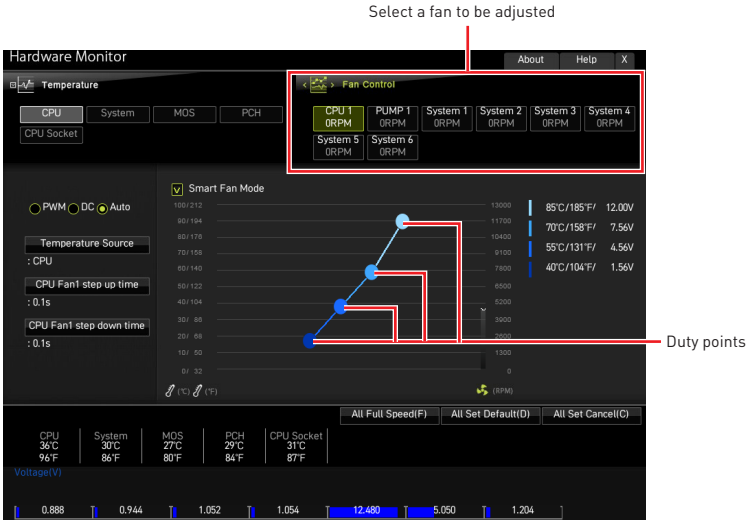 Select a fan to be adjusted
Hardware Monitor
About Help X
Temperature
Fan Control
CPU System MOS PCH
CPU Socket
CPU 1 PUMP 1 System 1 System 2 System 3 System 4
0RPM 0RPM 0RPM 0RPM 0RPM 0RPM
System 5 System 6
0RPM 0RPM
PWM DC Auto
Temperature Source
: CPU
CPU Fan1 step up time
: 0.1s
CPU Fan1 step down time
: 0.1s
Smart Fan Mode
100/212 13000
90/194 11700
80/176 10400
70/158 9100
60/140 7800
50/122 6500
40/104 5200
30/ 86 3900
20/ 68 2600
10/ 50 1300
0/ 32 0
(°C) (°F) (RPM)
85°C/185°F/ 12.00V
70°C/158°F/ 7.56V
55°C/131°F/ 4.56V
40°C/104°F/ 1.56V
Duty points
All Full Speed(F) All Set Default(D) All Set Cancel(C)
CPU System MOS PCH CPU Socket
36°C 30°C 27°C 29°C 31°C
96°F 86°F 80°F 84°F 87°F
Voltage(V)
0.888 0.944 1.052 1.054 12.480 5.050 1.204